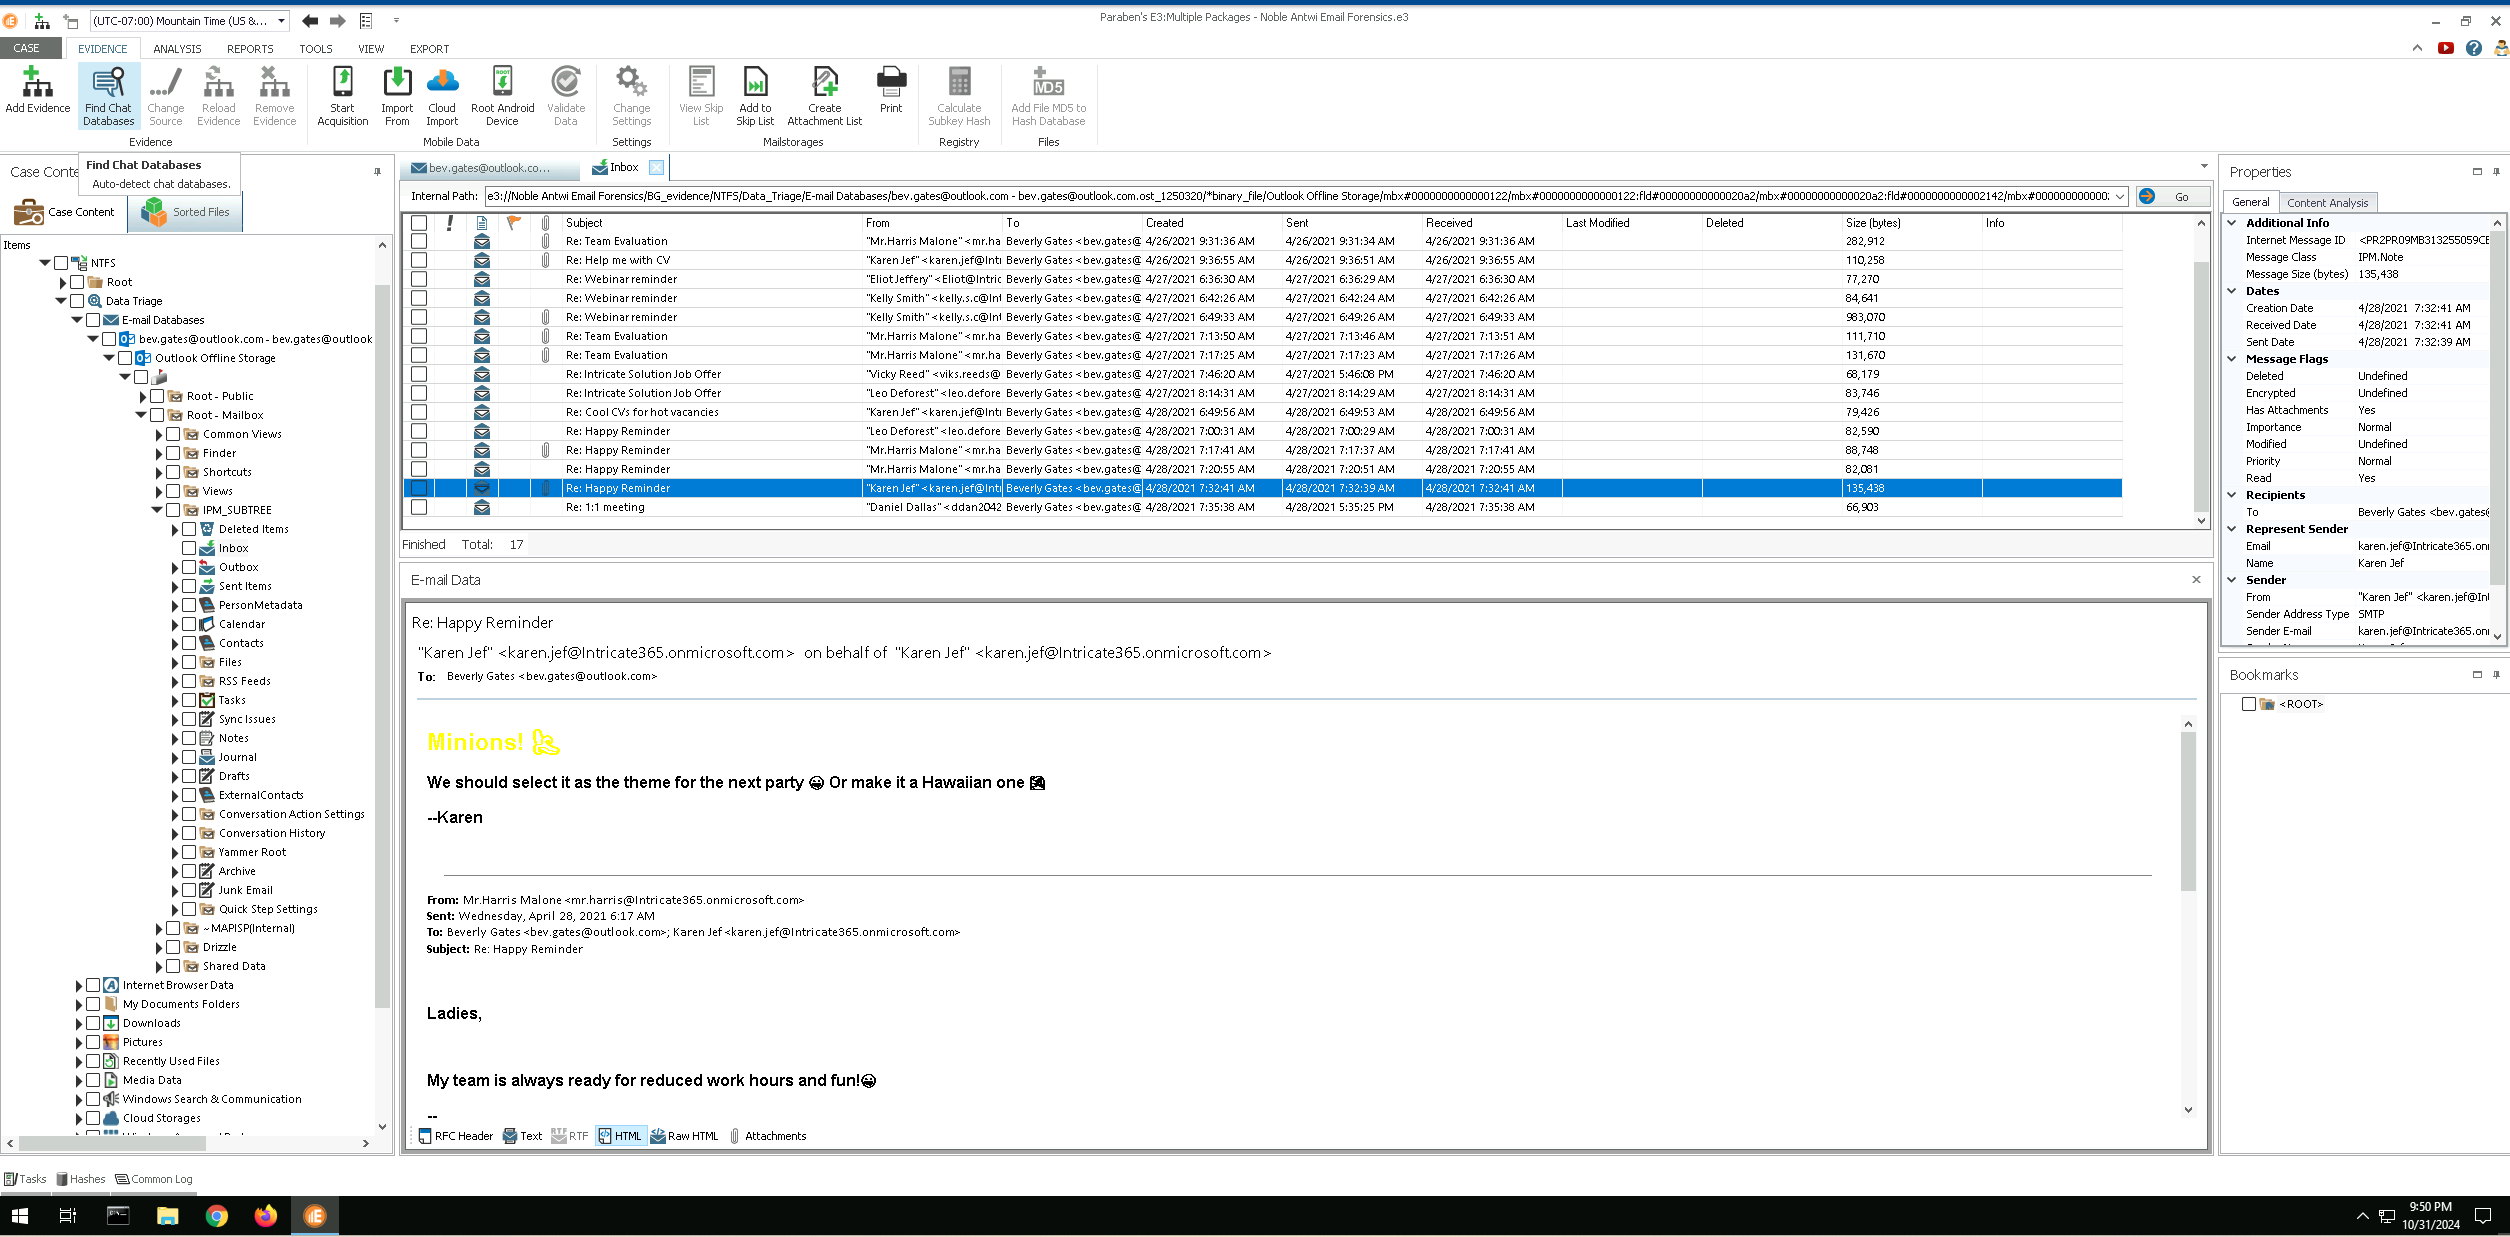 (UTC-07:00) Mountain Time (US &...
Paraben's E3:Multiple Packages - Noble Antwi Email Forensics.e3
CASE EVIDENCE ANALYSIS REPORTS TOOLS VIEW EXPORT
Add Evidence
Find Chat Databases
Change Source
Reload Evidence
Remove Evidence
Evidence
Start Acquisition
Import From
Cloud Import
Root Android Device
Validate Data
Mobile Data
Change Settings
Settings
View Skip List
Add to Skip List
Create Attachment List
Print
Mailstorages
Calculate Subkey Hash
Registry
Add File MD5 to Hash Database
Files
Find Chat Databases
Auto-detect chat databases.
Case Conte
Case Content
Sorted Files
Items
NTFS
Root
Data Triage
E-mail Databases
bev.gates@outlook.com - bev.gates@outlook
Outlook Offline Storage
Root - Public
Root - Mailbox
Common Views
Finder
Shortcuts
Views
IPM_SUBTREE
Deleted Items
Inbox
Outbox
Sent Items
PersonMetadata
Calendar
Contacts
Files
RSS Feeds
Tasks
Sync Issues
Notes
Journal
Drafts
ExternalContacts
Conversation Action Settings
Conversation History
Yammer Root
Archive
Junk Email
Quick Step Settings
~MAPISP(Internal)
Drizzle
Shared Data
Internet Browser Data
My Documents Folders
Downloads
Pictures
Recently Used Files
Media Data
Windows Search & Communication
Cloud Storages
bev.gates@outlook.co...
Inbox
Internal Path: e3://Noble Antwi Email Forensics/BG_evidence/NTFS/Data_Triage/E-mail Databases/bev.gates@outlook.com - bev.gates@outlook.com.ost_1250320/*binary_file/Outlook Offline Storage/mbx#0000000000000122/mbx#0000000000000122:fld#00000000000020a2/mbx#00000000000020a2:fld#0000000000002142/mbx#000000000000: Go
! Subject From To Created Sent Received Last Modified Deleted Size (bytes) Info
Re: Team Evaluation "Mr.Harris Malone" <mr.ha Beverly Gates <bev.gates@ 4/26/2021 9:31:36 AM 4/26/2021 9:31:34 AM 4/26/2021 9:31:36 AM 282,912
Re: Help me with CV "Karen Jef" <karen.jef@Inti Beverly Gates <bev.gates@ 4/26/2021 9:36:55 AM 4/26/2021 9:36:51 AM 4/26/2021 9:36:55 AM 110,258
Re: Webinar reminder "Eliot Jeffery" <Eliot@Intric Beverly Gates <bev.gates@ 4/27/2021 6:36:30 AM 4/27/2021 6:36:29 AM 4/27/2021 6:36:30 AM 77,270
Re: Webinar reminder "Kelly Smith" <kelly.s.c@Int Beverly Gates <bev.gates@ 4/27/2021 6:42:26 AM 4/27/2021 6:42:24 AM 4/27/2021 6:42:26 AM 84,641
Re: Webinar reminder "Kelly Smith" <kelly.s.c@Int Beverly Gates <bev.gates@ 4/27/2021 6:49:33 AM 4/27/2021 6:49:26 AM 4/27/2021 6:49:33 AM 983,070
Re: Team Evaluation "Mr.Harris Malone" <mr.ha Beverly Gates <bev.gates@ 4/27/2021 7:13:50 AM 4/27/2021 7:13:46 AM 4/27/2021 7:13:50 AM 111,710
Re: Team Evaluation "Mr.Harris Malone" <mr.ha Beverly Gates <bev.gates@ 4/27/2021 7:17:25 AM 4/27/2021 7:17:23 AM 4/27/2021 7:17:26 AM 131,670
Re: Intricate Solution Job Offer "Vicky Reed" <viks.reeds@ Beverly Gates <bev.gates@ 4/27/2021 7:46:20 AM 4/27/2021 5:46:08 PM 4/27/2021 7:46:20 AM 68,179
Re: Intricate Solution Job Offer "Leo Deforest" <leo.defore Beverly Gates <bev.gates@ 4/27/2021 8:14:31 AM 4/27/2021 8:14:29 AM 4/27/2021 8:14:31 AM 83,746
Re: Cool CVs for hot vacancies "Karen Jef" <karen.jef@Inti Beverly Gates <bev.gates@ 4/28/2021 6:49:56 AM 4/28/2021 6:49:53 AM 4/28/2021 6:49:56 AM 79,426
Re: Happy Reminder "Leo Deforest" <leo.defore Beverly Gates <bev.gates@ 4/28/2021 7:00:31 AM 4/28/2021 7:00:29 AM 4/28/2021 7:00:31 AM 82,590
Re: Happy Reminder "Mr.Harris Malone" <mr.ha Beverly Gates <bev.gates@ 4/28/2021 7:17:41 AM 4/28/2021 7:17:37 AM 4/28/2021 7:17:41 AM 88,748
Re: Happy Reminder "Mr.Harris Malone" <mr.ha Beverly Gates <bev.gates@ 4/28/2021 7:20:55 AM 4/28/2021 7:20:51 AM 4/28/2021 7:20:55 AM 82,081
Re: Happy Reminder "Karen Jef" <karen.jef@Inti Beverly Gates <bev.gates@ 4/28/2021 7:32:41 AM 4/28/2021 7:32:39 AM 4/28/2021 7:32:41 AM 135,438
Re: 1:1 meeting "Daniel Dallas" <ddan2042 Beverly Gates <bev.gates@ 4/28/2021 7:35:38 AM 4/28/2021 5:35:25 PM 4/28/2021 7:35:38 AM 66,903
Finished Total: 17
E-mail Data
Re: Happy Reminder
"Karen Jef" <karen.jef@Intricate365.onmicrosoft.com> on behalf of "Karen Jef" <karen.jef@Intricate365.onmicrosoft.com>
To: Beverly Gates <bev.gates@outlook.com>
Minions!
We should select it as the theme for the next party 😀 Or make it a Hawaiian one
--Karen
From: Mr.Harris Malone <mr.harris@Intricate365.onmicrosoft.com>
Sent: Wednesday, April 28, 2021 6:17 AM
To: Beverly Gates <bev.gates@outlook.com>; Karen Jef <karen.jef@Intricate365.onmicrosoft.com>
Subject: Re: Happy Reminder
Ladies,
My team is always ready for reduced work hours and fun!😀
--
RFC Header Text RTF HTML Raw HTML Attachments
Properties
General Content Analysis
Additional Info
Internet Message ID <PR2PR09MB313255059CE
Message Class IPM.Note
Message Size (bytes) 135,438
Dates
Creation Date 4/28/2021 7:32:41 AM
Received Date 4/28/2021 7:32:41 AM
Sent Date 4/28/2021 7:32:39 AM
Message Flags
Deleted Undefined
Encrypted Undefined
Has Attachments Yes
Importance Normal
Modified Undefined
Priority Normal
Read Yes
Recipients
To Beverly Gates <bev.gates@
Represent Sender
Email karen.jef@Intricate365.on
Name Karen Jef
Sender
From "Karen Jef" <karen.jef@In
Sender Address Type SMTP
Sender E-mail karen.jef@Intricate365.on
Bookmarks
<ROOT>
Tasks Hashes Common Log
9:50 PM
10/31/2024